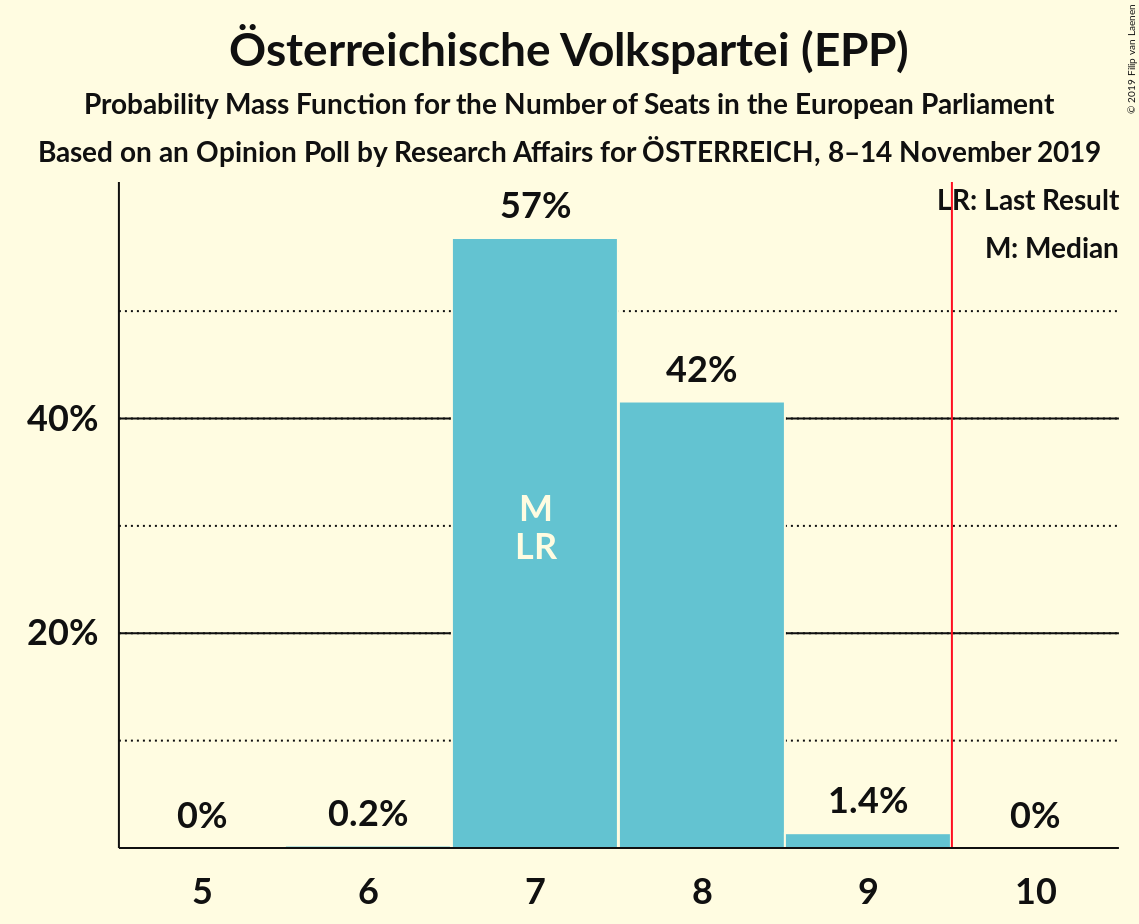 Österreichische Volkspartei (EPP)
Probability Mass Function for the Number of Seats in the European Parliament
Based on an Opinion Poll by Research Affairs for ÖSTERREICH, 8–14 November 2019
© 2019 Filip van Laenen
LR: Last Result
M: Median
57%
42%
40%
M
LR
20%
0%
0.2%
1.4%
0%
5
6
7
8
9
10